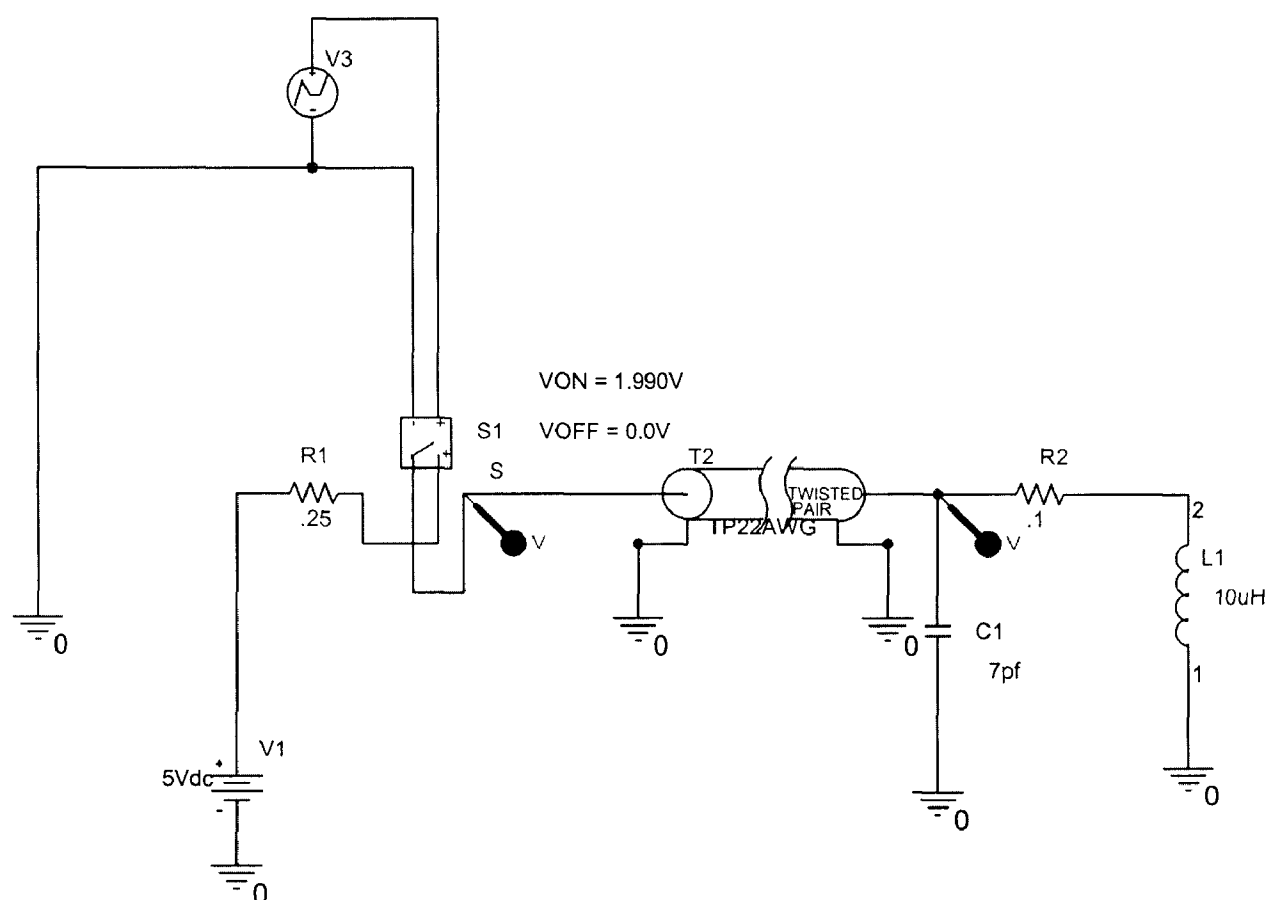 V3
+
-
VON = 1.990V
- +
S1
VOFF = 0.0V
+
R1
S
T2
R2
TWISTED
PAIR
.25
TP22AWG
.1
2
V
V
L1
10uH
0
0
0
C1
7pf
1
V1
+
5Vdc
-
0
0
0